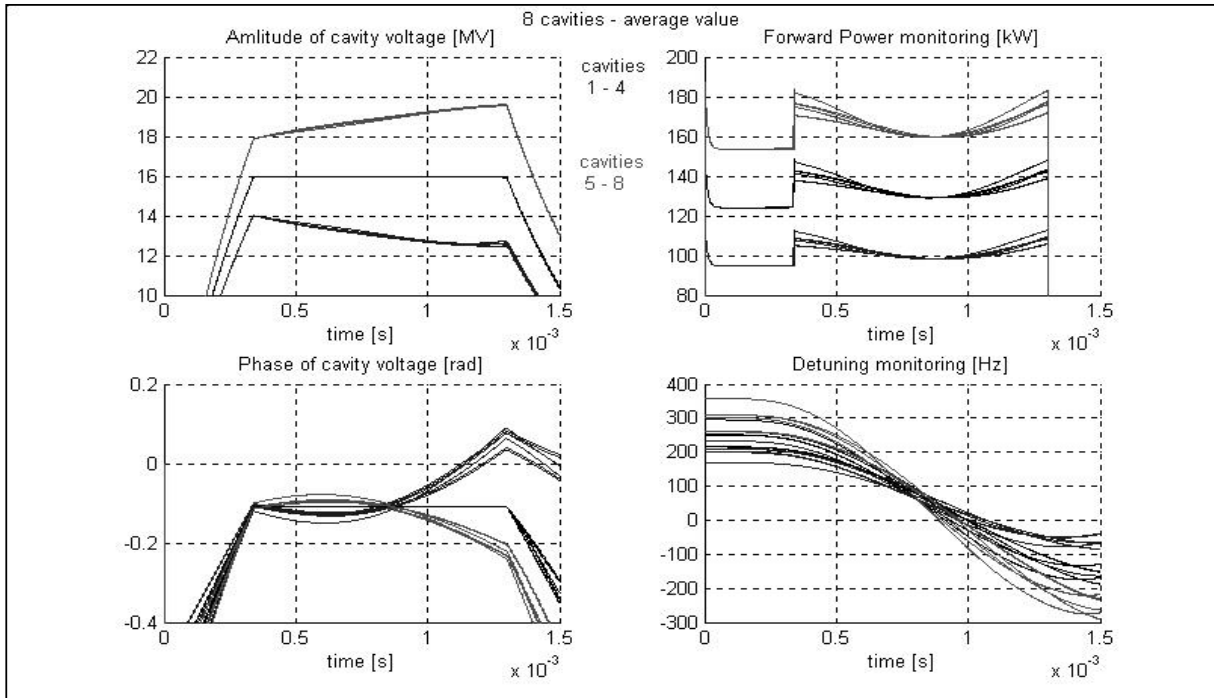 8 cavities - average value
Amlitude of cavity voltage [MV]
22
20
18
16
14
12
10
0
0.5
1
1.5
time [s]
x 10-3
cavities
1 - 4
cavities
5 - 8
Forward Power monitoring [kW]
200
180
160
140
120
100
80
0
0.5
1
1.5
time [s]
x 10-3
Phase of cavity voltage [rad]
0.2
0
-0.2
-0.4
0
0.5
1
1.5
time [s]
x 10-3
Detuning monitoring [Hz]
400
300
200
100
0
-100
-200
-300
0
0.5
1
1.5
time [s]
x 10-3